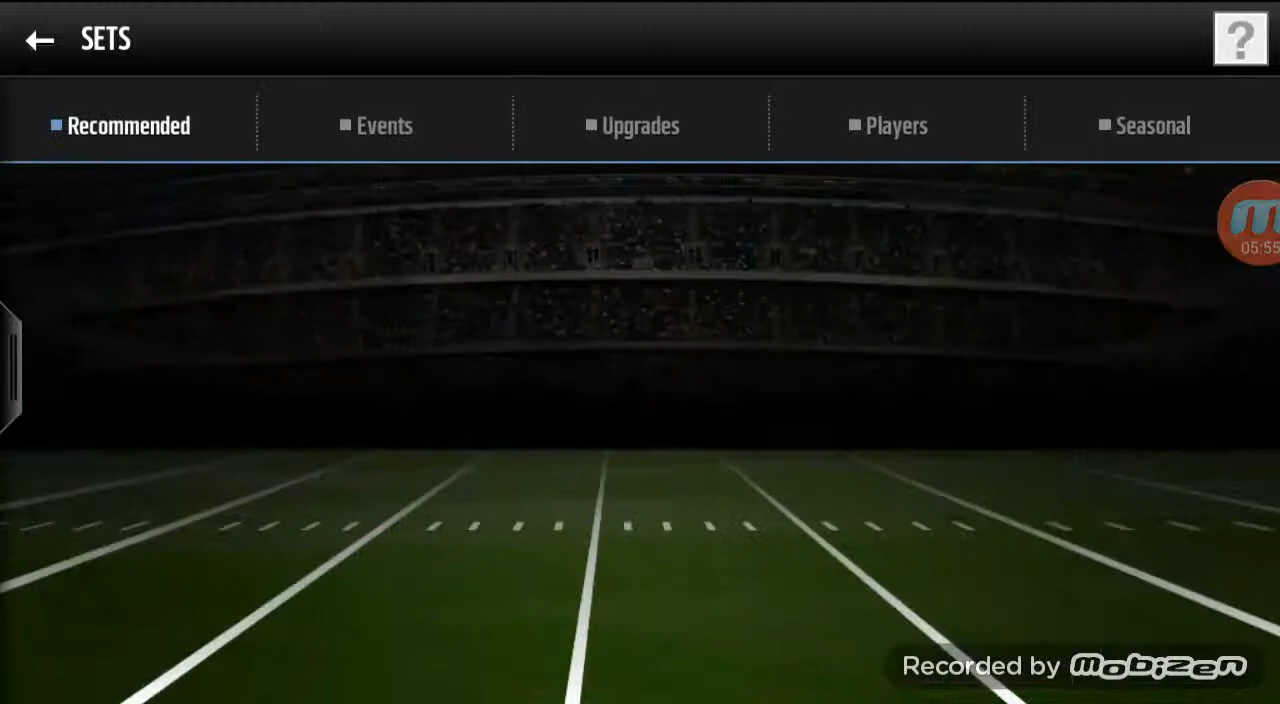 SETS
?
Recommended
Events
Upgrades
Players
Seasonal
05:55
Recorded by mobizen